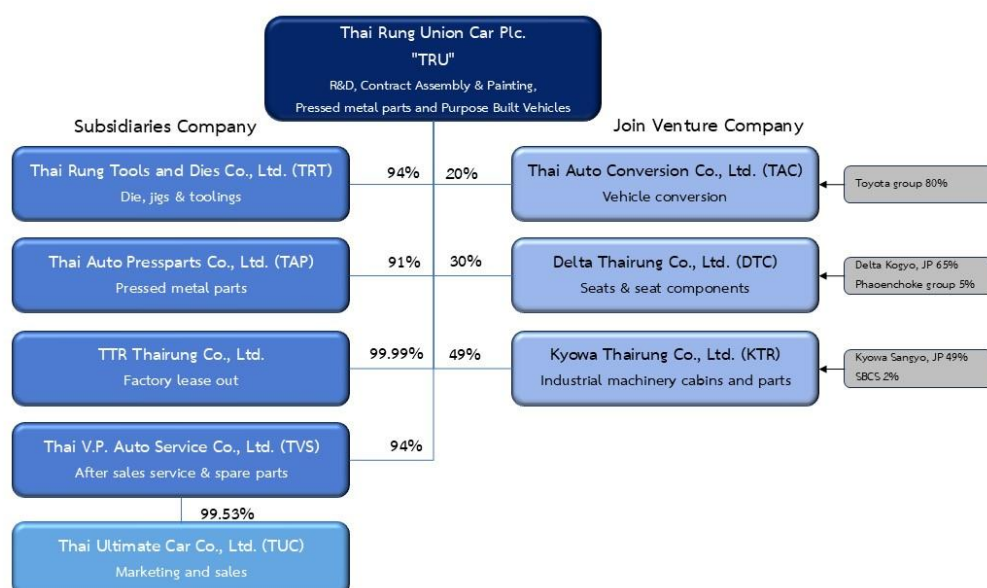 Thai Rung Union Car Plc.
"TRU"
R&D, Contract Assembly & Painting,
Pressed metal parts and Purpose Built Vehicles
Subsidiaries Company
Join Venture Company
Thai Rung Tools and Dies Co., Ltd. (TRT)
Die, jigs & toolings
94%
20%
Thai Auto Conversion Co., Ltd. (TAC)
Vehicle conversion
Toyota group 80%
Thai Auto Pressparts Co., Ltd. (TAP)
Pressed metal parts
91%
30%
Delta Thairung Co., Ltd. (DTC)
Seats & seat components
Delta Kogyo, JP 65%
Phaoenchoke group 5%
TTR Thairung Co., Ltd.
Factory lease out
99.99%
49%
Kyowa Thairung Co., Ltd. (KTR)
Industrial machinery cabins and parts
Kyowa Sangyo, JP 49%
SBCS 2%
Thai V.P. Auto Service Co., Ltd. (TVS)
After sales service & spare parts
94%
99.53%
Thai Ultimate Car Co., Ltd. (TUC)
Marketing and sales